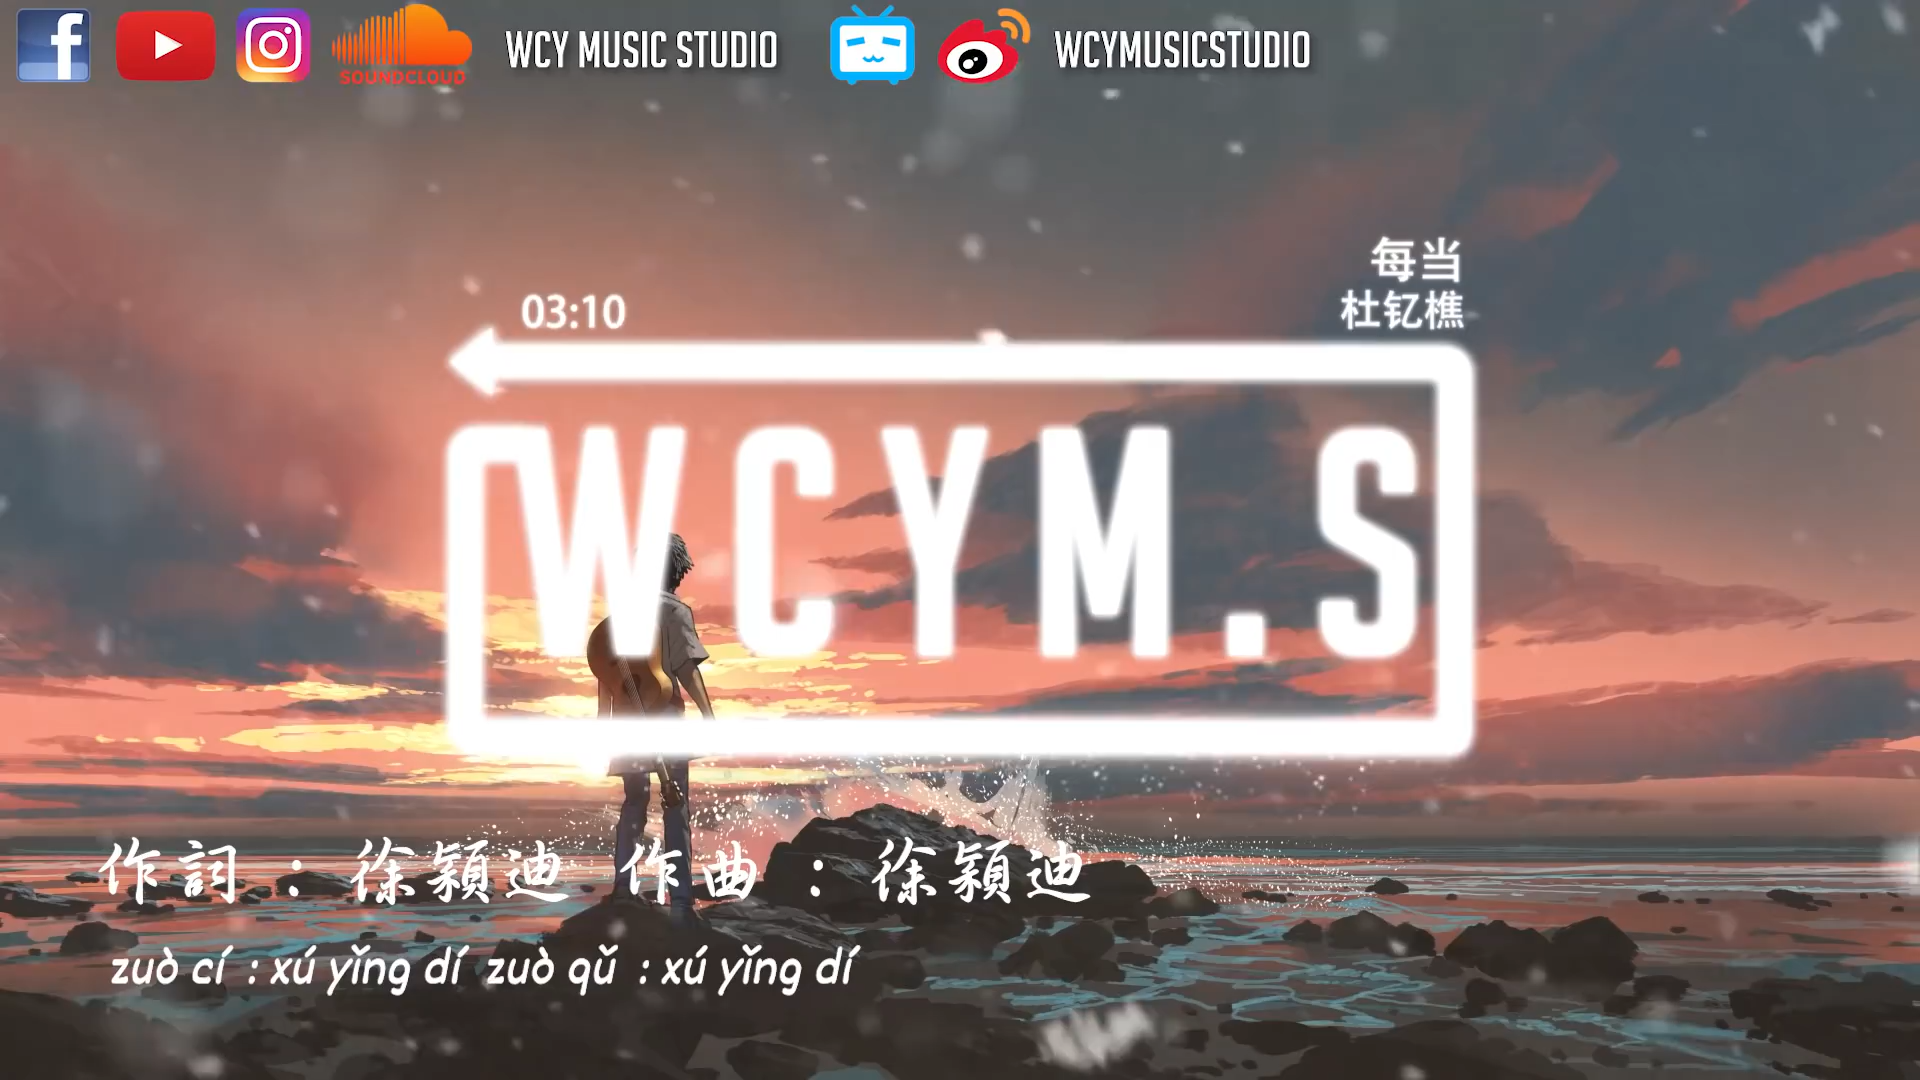 SOUNDCLOUD
WCY MUSIC STUDIO
WCYMUSICSTUDIO
每当
03:10
杜钇樵
WCYM.S
作詞 : 徐穎迪 作曲 : 徐穎迪
zuò cí : xú yǐng dí zuò qǔ : xú yǐng dí